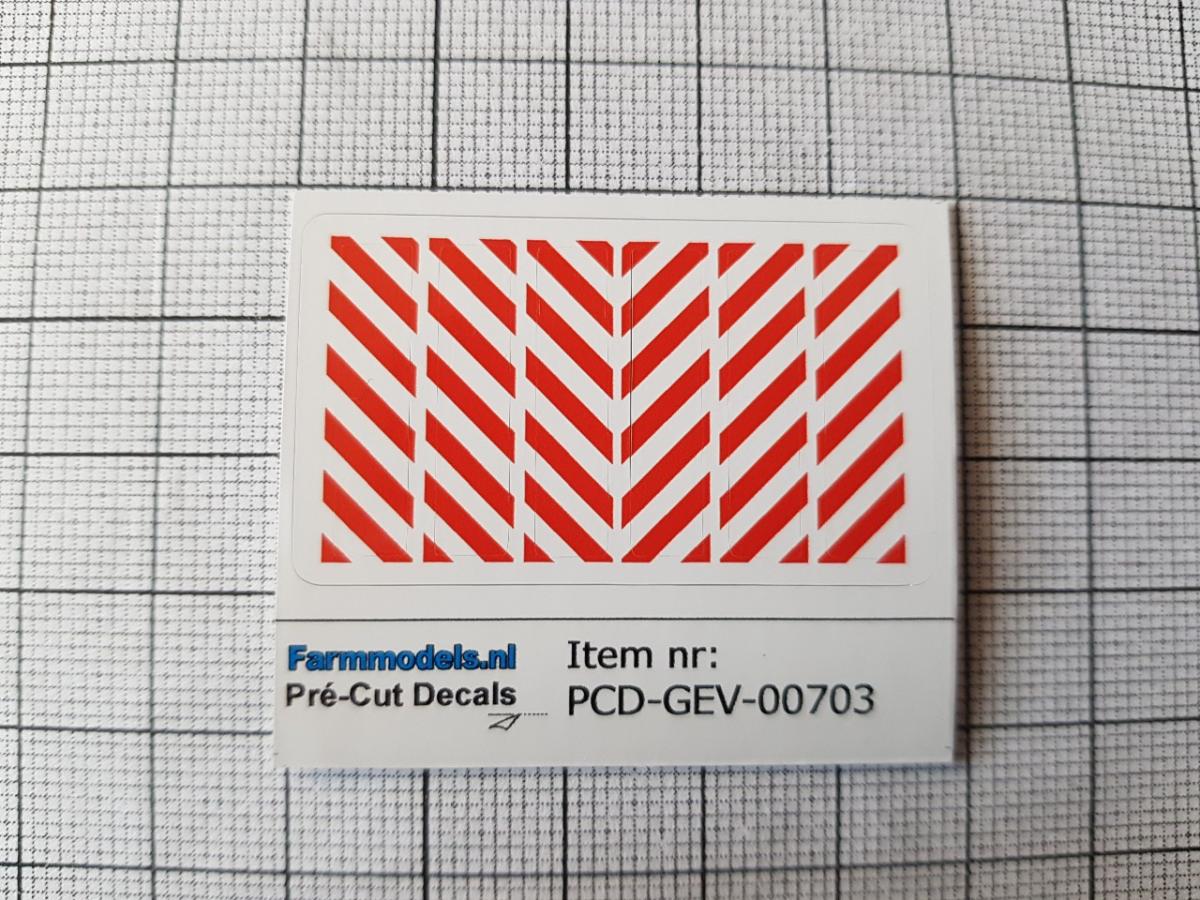 Farmmodels.nl
Pré-Cut Decals
Item nr:
PCD-GEV-00703